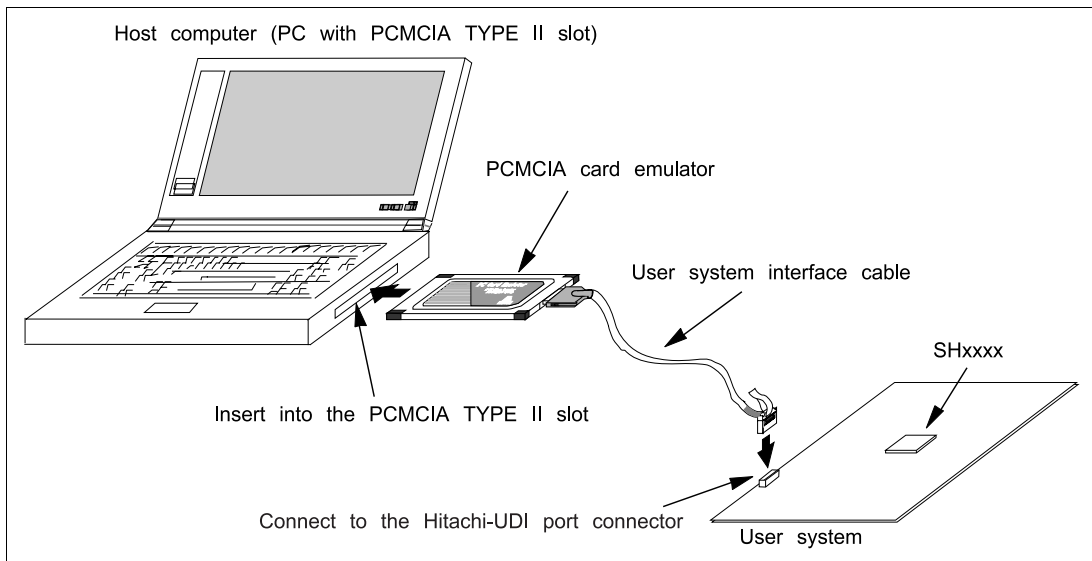 Host computer (PC with PCMCIA TYPE II slot)
PCMCIA card emulator
User system interface cable
SHxxxx
Insert into the PCMCIA TYPE II slot
Connect to the Hitachi-UDI port connector
User system